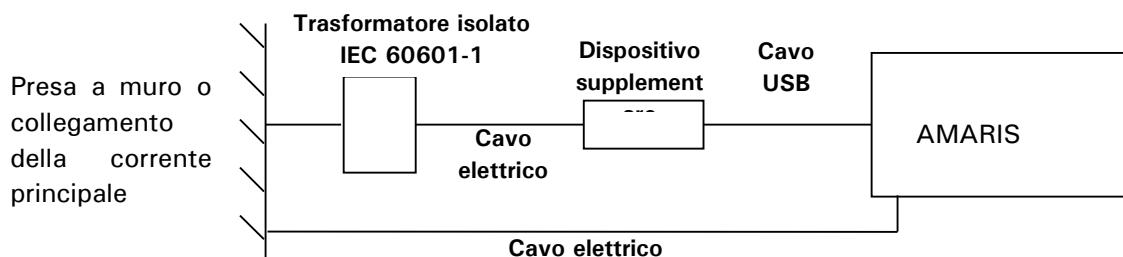 Trasformatore isolato
IEC 60601-1
Dispositivo
supplement
Cavo
USB
Presa a muro o
collegamento
della corrente
principale
Cavo
elettrico
AMARIS
Cavo elettrico